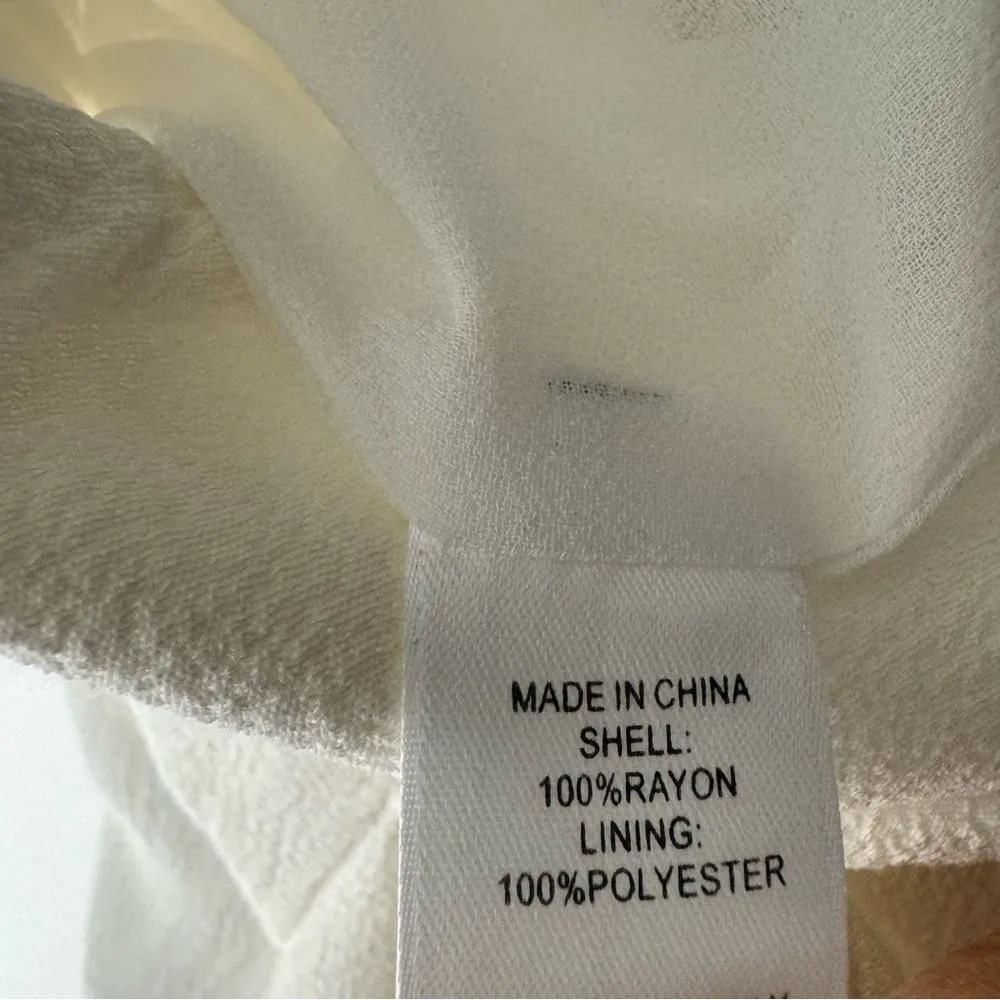 MADE IN CHINA
SHELL:
100%RAYON
LINING:
100%POLYESTER